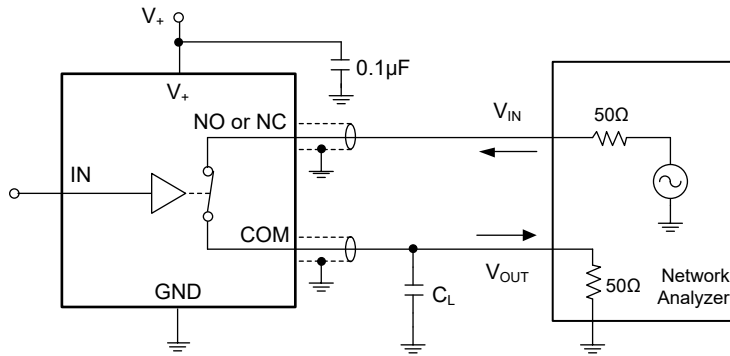 V+
V+
0.1µF
NO or NC
VIN
50Ω
IN
COM
VOUT
CL
50Ω
Network
Analyzer
GND